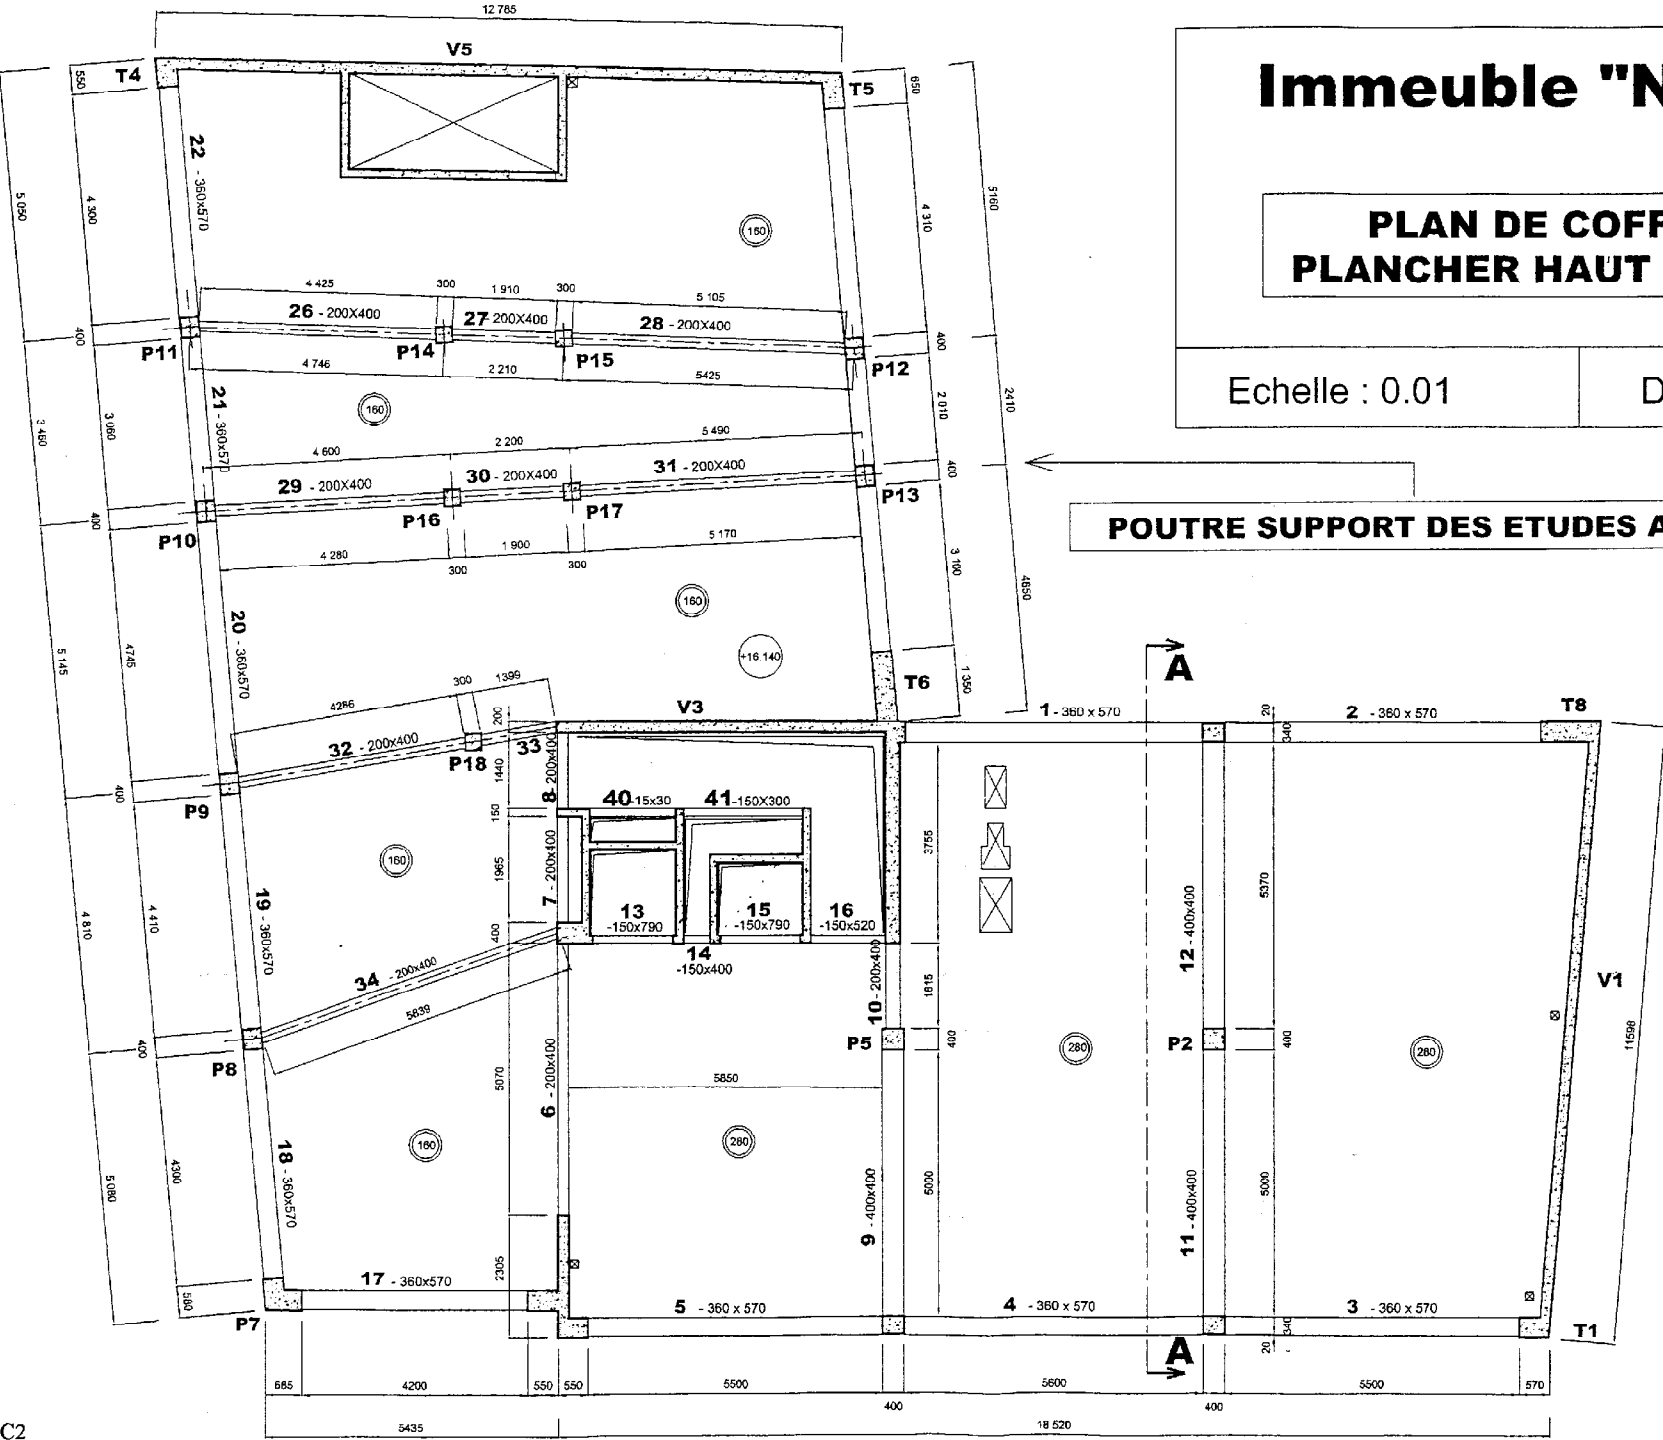 12 785
V5
T4
T5
550
650
Immeuble "N
PLAN DE COFF
PLANCHER HAUT
Echelle : 0.01
D
22 - 360x570
5 050
4 300
4 310
5160
160
4 425
300
1 910
300
5 105
26 - 200X400
27 - 200X400
28 - 200X400
P11
P14
P15
P12
400
400
4 746
2 210
5425
21 - 360x570
160
3 460
3 060
2 010
2410
4 600
2 200
5 490
29 - 200X400
30 - 200X400
31 - 200X400
P10
P16
P17
P13
400
400
4 280
300
1 900
300
5 170
POUTRE SUPPORT DES ETUDES A
3 100
4650
160
20 - 360x570
+16.140
5 145
4745
T6
1 350
4286
300
1399
200
V3
1 - 360 x 570
20
340
2 - 360 x 570
T8
32 - 200x400
33
P18
P9
400
1440
8 - 200x400
150
40 -15x30
41 -150X300
160
1965
7 - 200x400
3755
12 - 400x400
5370
19 - 360x570
4 810
4 410
13
-150x790
15
-150x790
16
-150x520
400
14
-150x400
34 - 200x400
5839
10 - 200x400
1815
V1
11598
P8
400
P5
400
P2
400
280
280
5070
6 - 200x400
5850
160
280
18 - 360x570
5 080
4300
9 - 400x400
5000
11 - 400x400
5000
2305
17 - 360x570
580
P7
5 - 360 x 570
4 - 360 x 570
3 - 360 x 570
340
20
T1
A
A
685
4200
550
550
5500
400
5600
400
5500
570
5435
18 520
C2